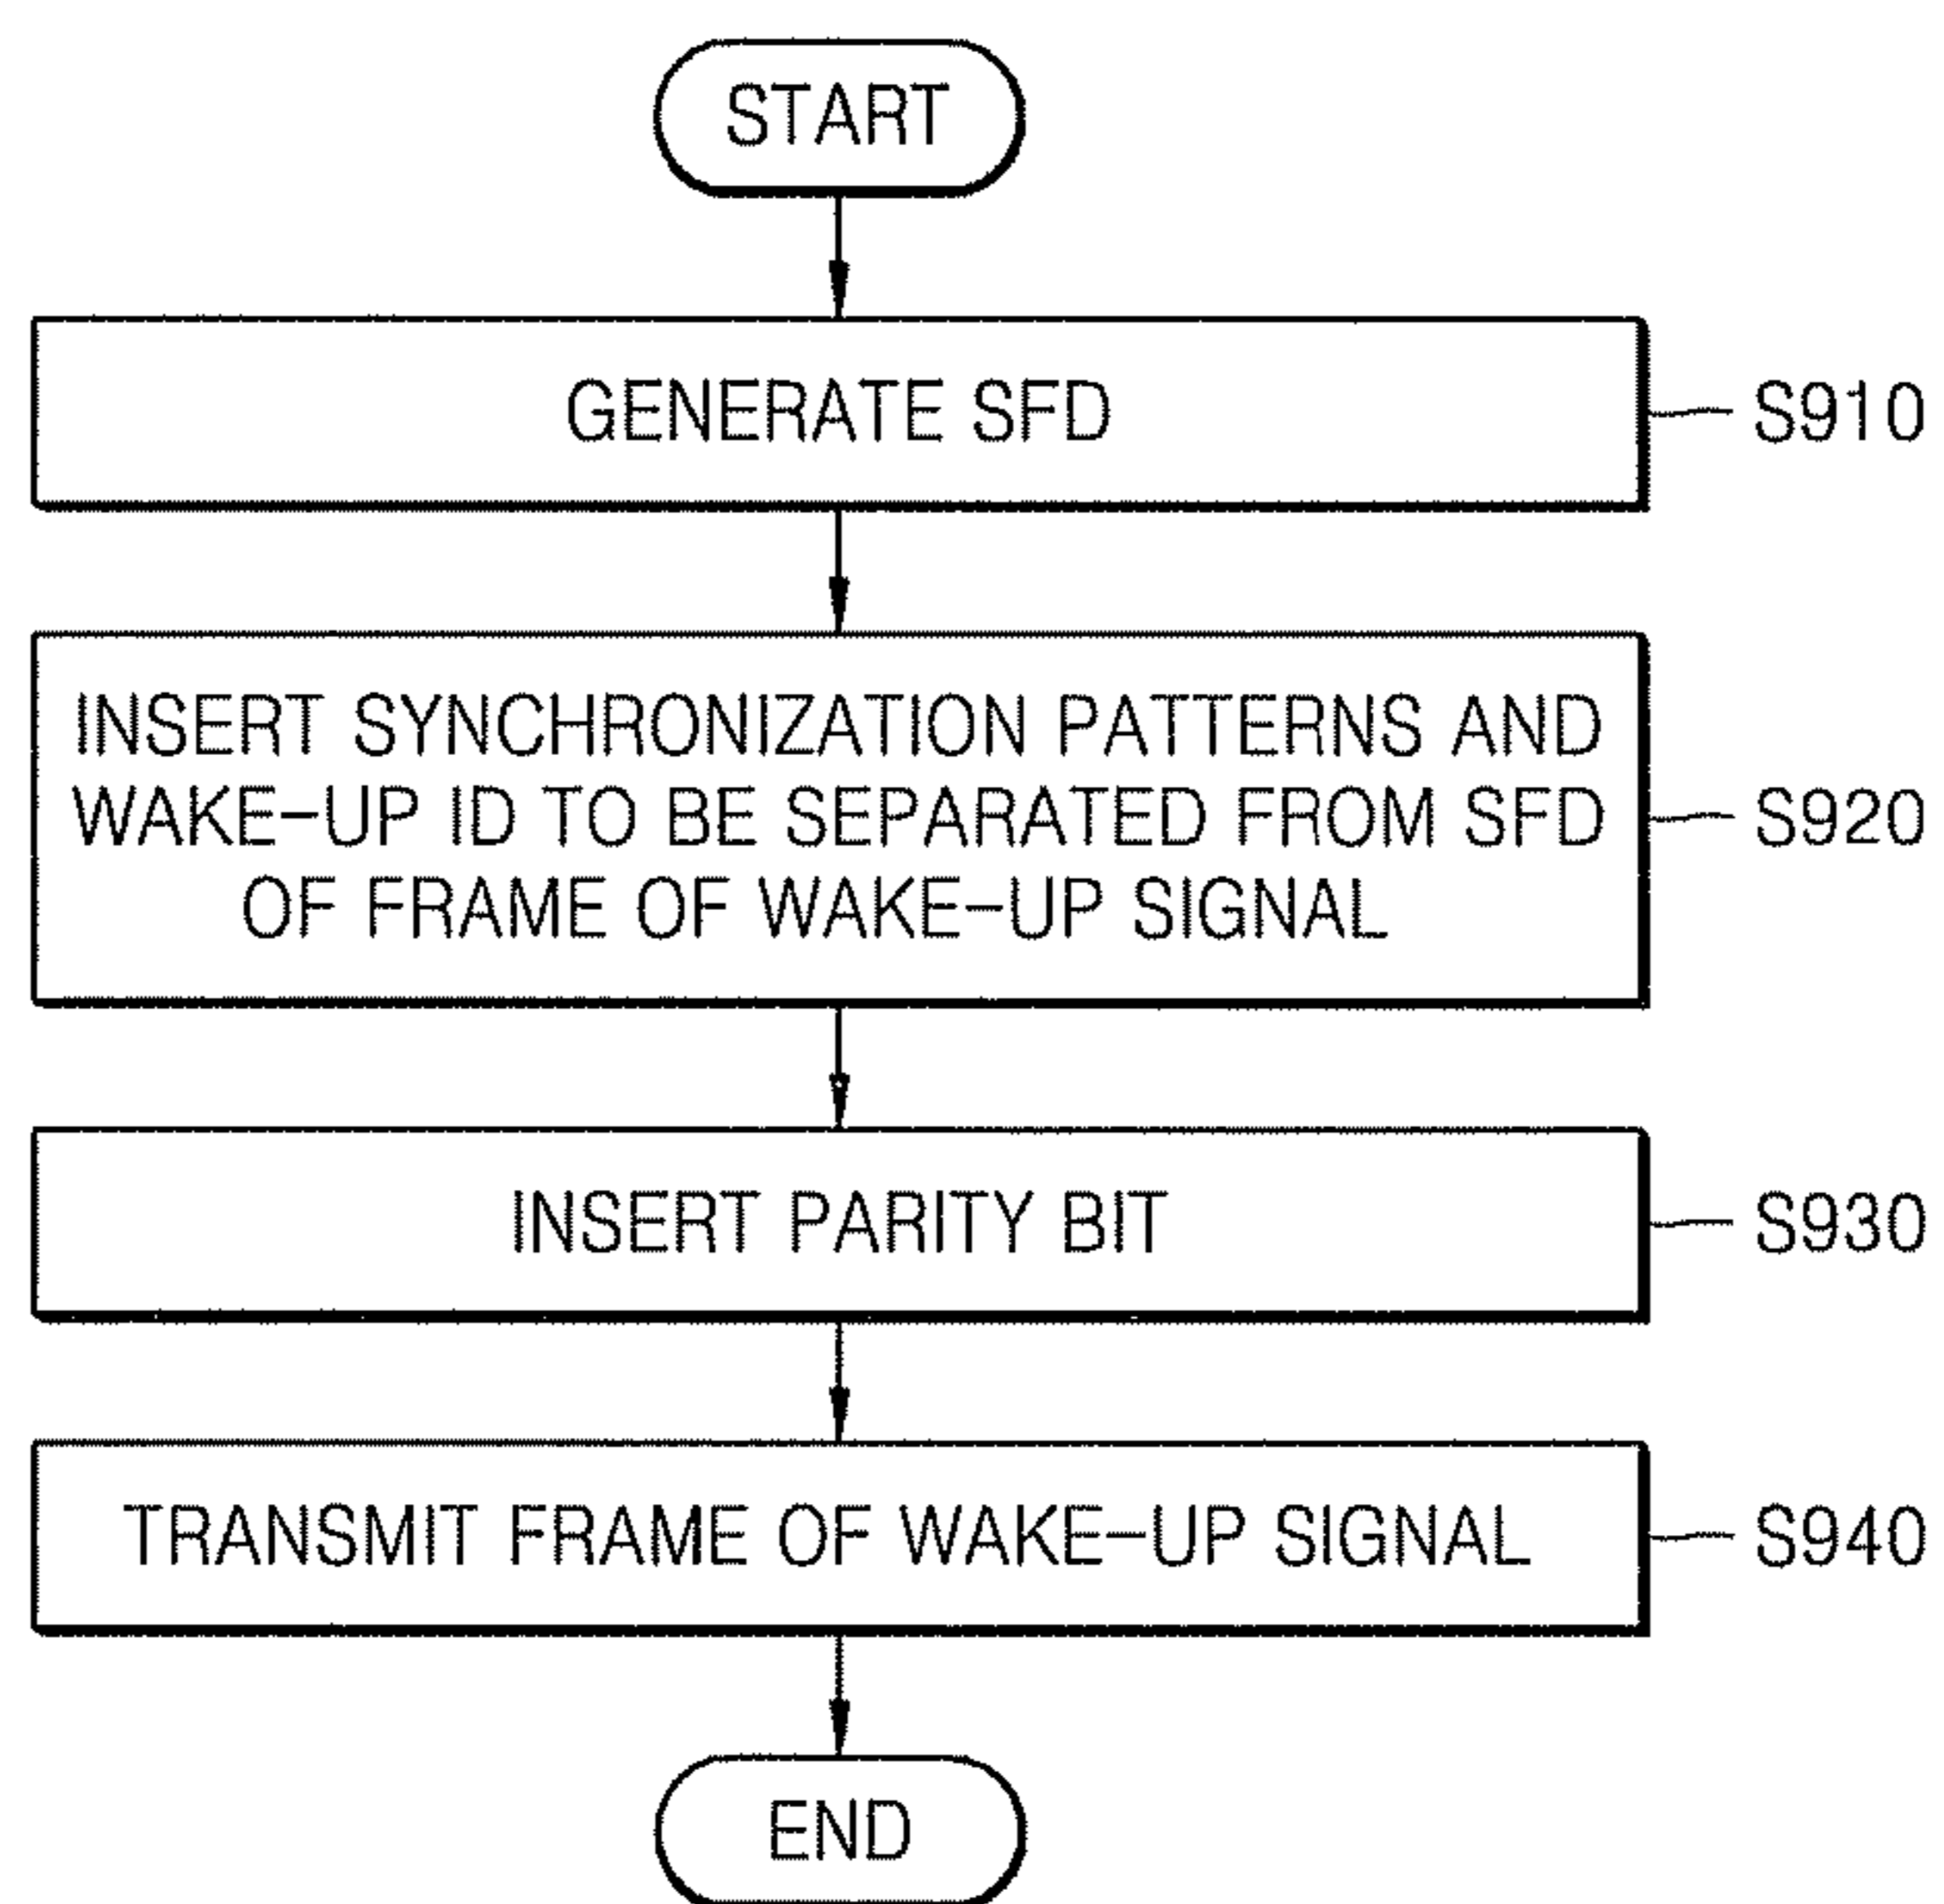 START
GENERATE SFD
S910
INSERT SYNCHRONIZATION PATTERNS AND
WAKE-UP ID TO BE SEPARATED FROM SFD
OF FRAME OF WAKE-UP SIGNAL
S920
INSERT PARITY BIT
S930
TRANSMIT FRAME OF WAKE-UP SIGNAL
S940
END